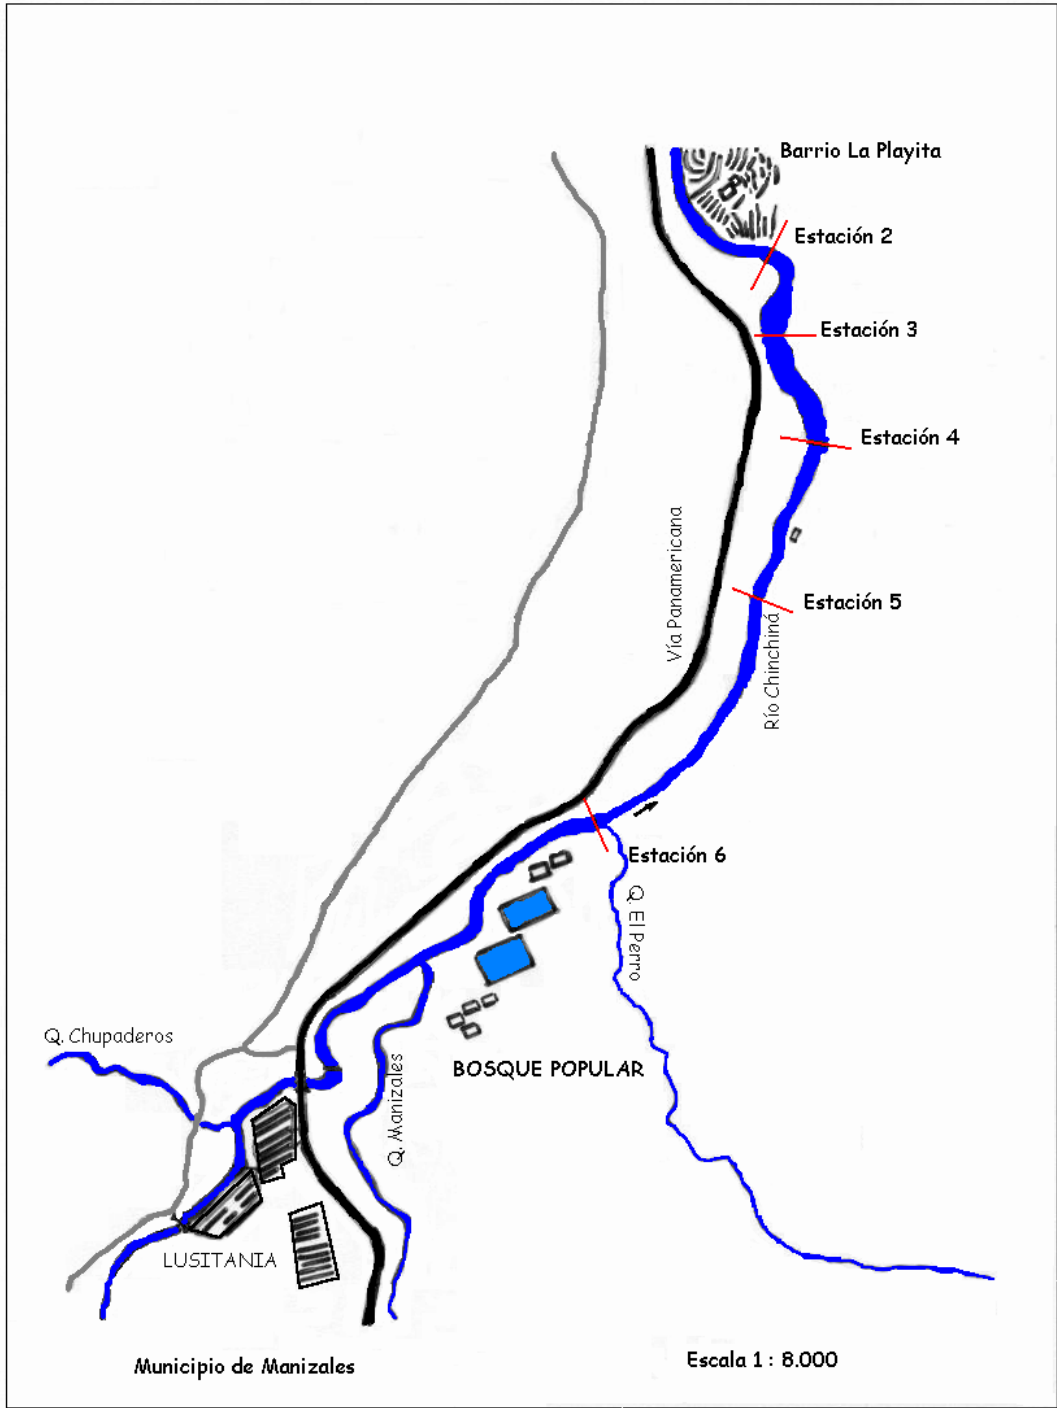 Barrio La Playita
Estación 2
Estación 3
Estación 4
Vía Panamericana
Estación 5
Río Chinchiná
Estación 6
Q. El Perro
Q. Chupaderos
BOSQUE POPULAR
Q. Manizales
LUSITANIA
Municipio de Manizales
Escala 1 : 8.000